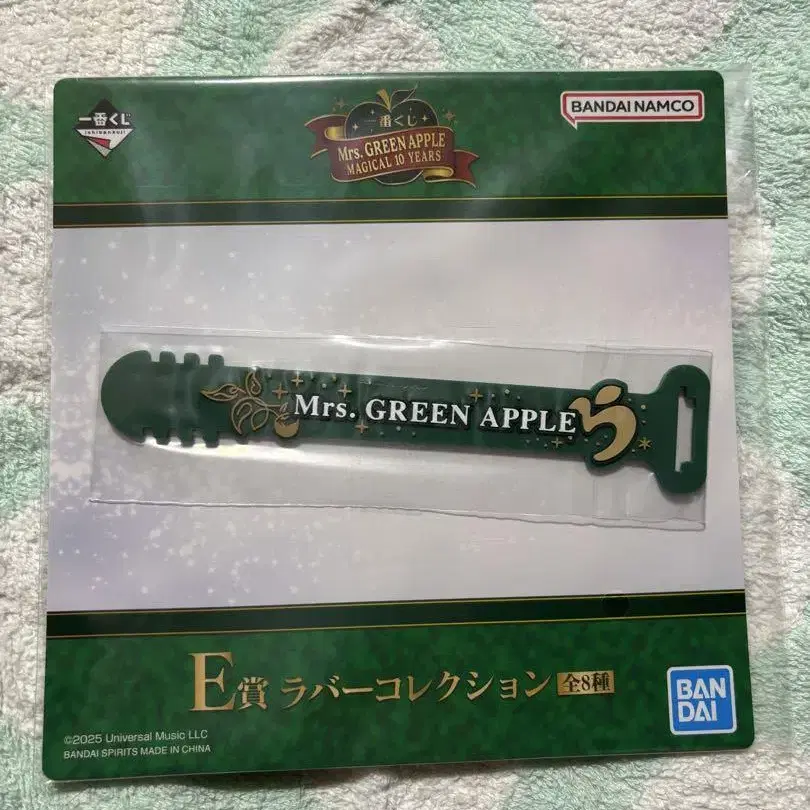 一番くじ
ichibankuji
一番くじ
Mrs. GREEN APPLE
MAGICAL 10 YEARS
BANDAI NAMCO
Mrs. GREEN APPLE
E賞 ラバーコレクション 全8種
©2025 Universal Music LLC
BANDAI SPIRITS MADE IN CHINA
BAN
DAI